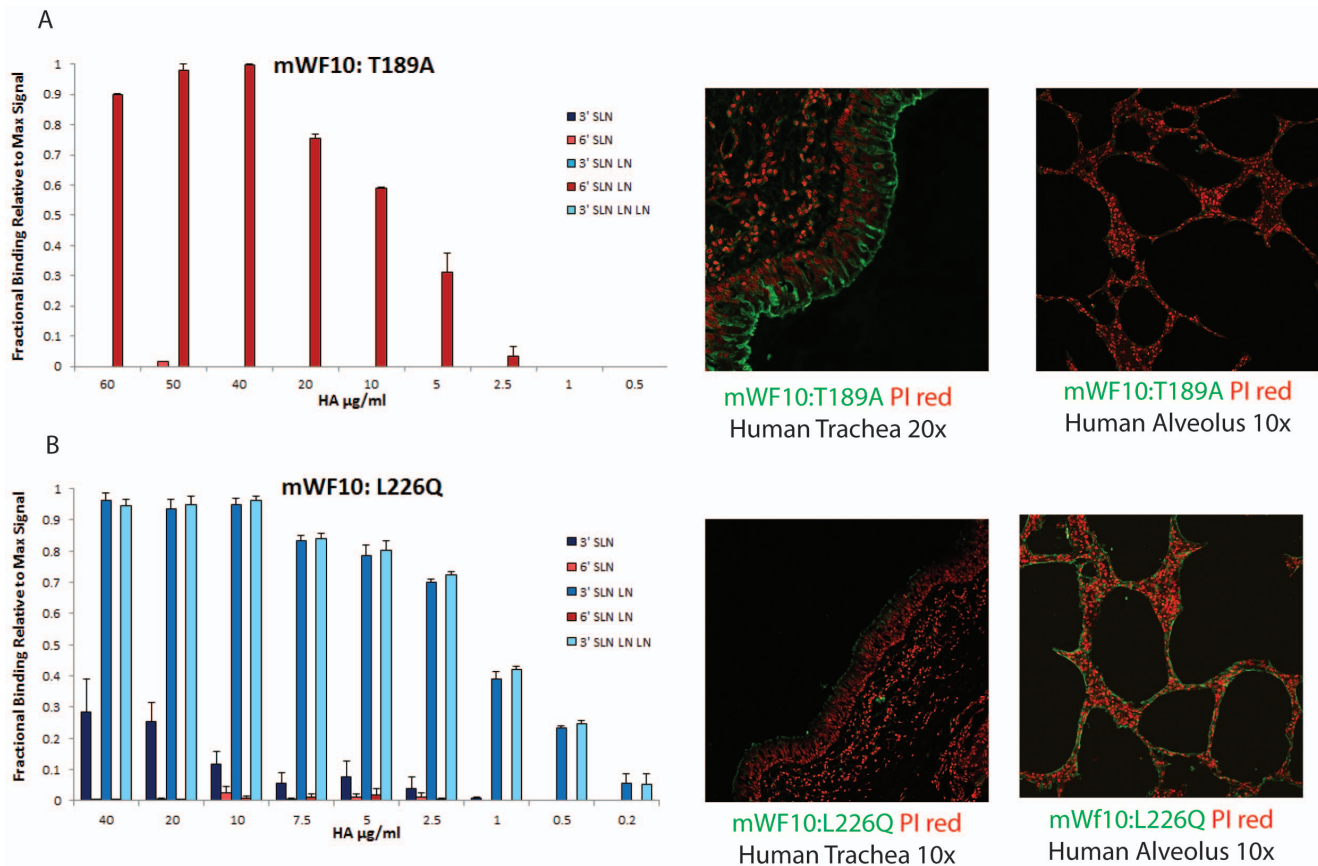 A
mWF10: T189A
Fractional Binding Relative to Max Signal
1
0.9
0.8
0.7
0.6
0.5
0.4
0.3
0.2
0.1
0
60 50 40 20 10 5 2.5 1 0.5
HA µg/ml
3' SLN
6' SLN
3' SLN LN
6' SLN LN
3' SLN LN LN
mWF10:T189A PI red
Human Trachea 20x
mWF10:T189A PI red
Human Alveolus 10x
B
mWF10: L226Q
Fractional Binding Relative to Max Signal
1
0.9
0.8
0.7
0.6
0.5
0.4
0.3
0.2
0.1
0
40 20 10 7.5 5 2.5 1 0.5 0.2
HA µg/ml
3' SLN
6' SLN
3' SLN LN
6' SLN LN
3' SLN LN LN
mWF10:L226Q PI red
Human Trachea 10x
mWf10:L226Q PI red
Human Alveolus 10x